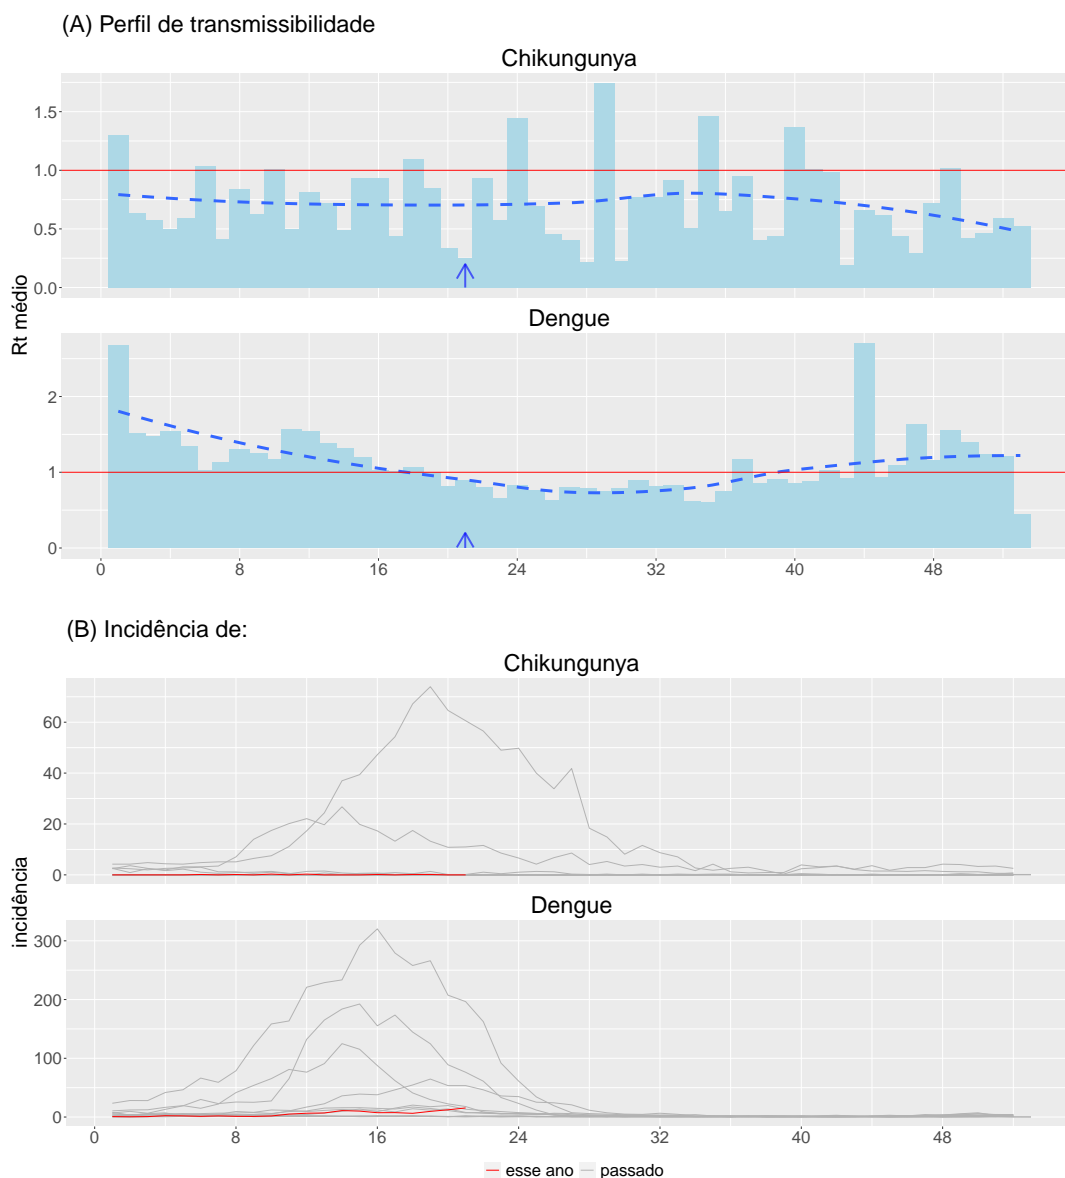 (A) Perfil de transmissibilidade
Chikungunya
1.5
1.0
0.5
0.0
Rt médio
Dengue
2
1
0
0 8 16 24 32 40 48
(B) Incidência de:
Chikungunya
60
40
20
0
incidência
Dengue
300
200
100
0
0 8 16 24 32 40 48
esse ano passado